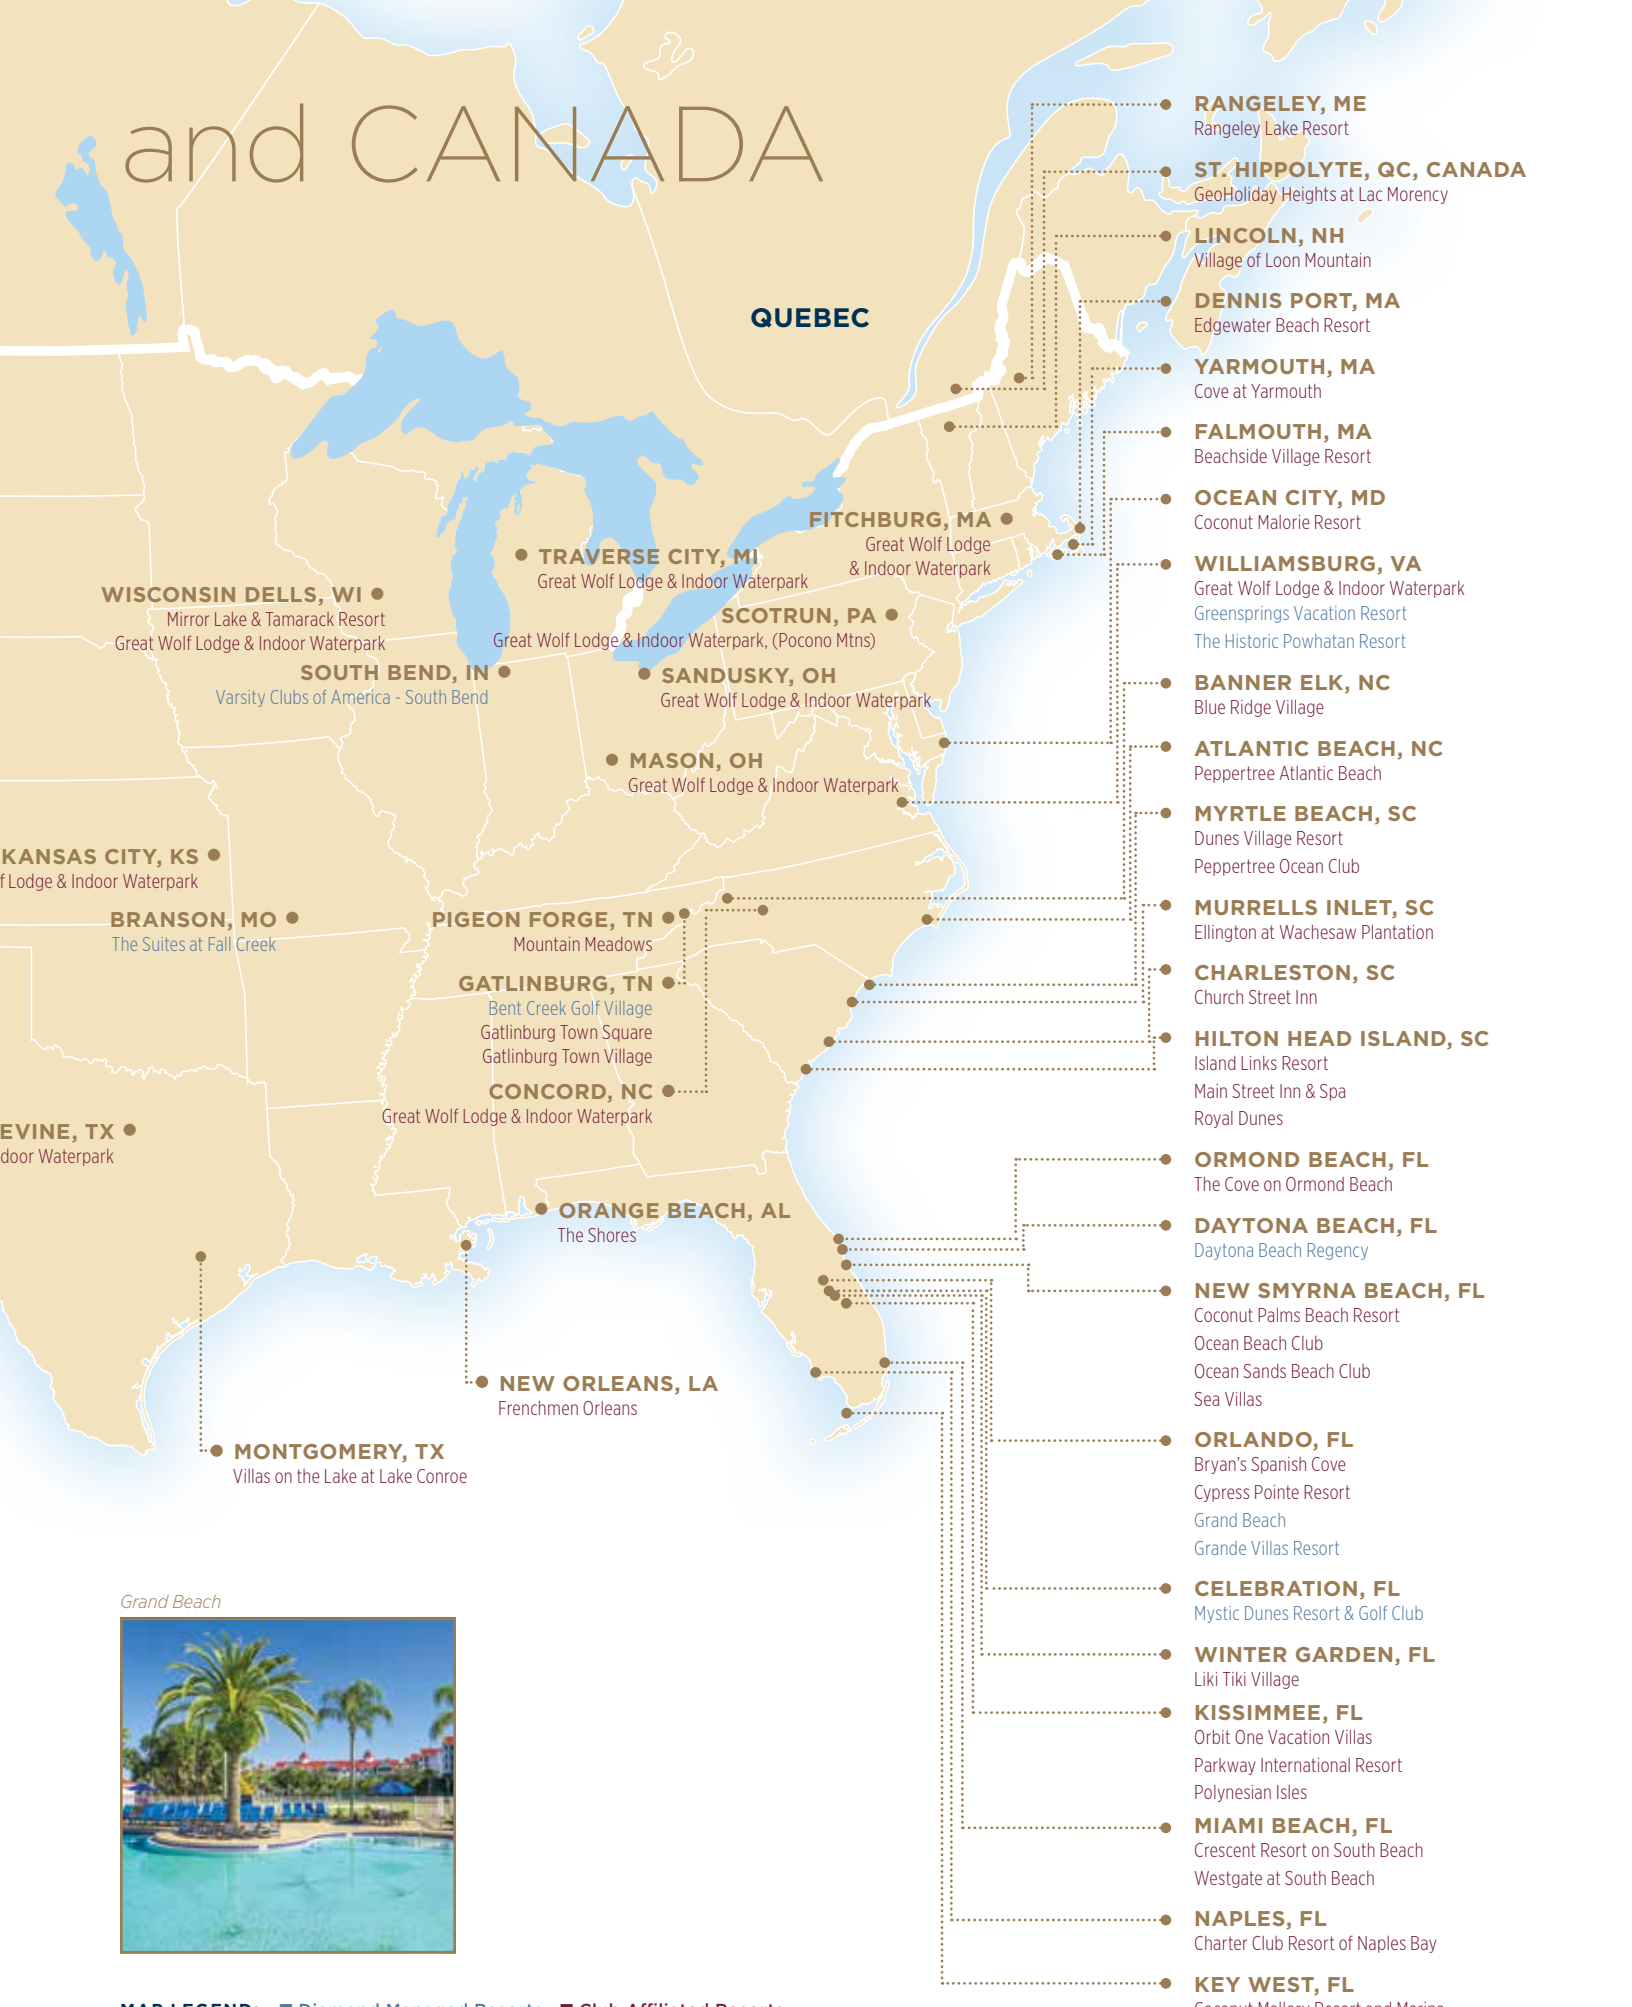 and CANADA
QUEBEC
FITCHBURG, MA
Great Wolf Lodge
& Indoor Waterpark
TRAVERSE CITY, MI
Great Wolf Lodge & Indoor Waterpark
WISCONSIN DELLS, WI
Mirror Lake & Tamarack Resort
Great Wolf Lodge & Indoor Waterpark
SCOTRUN, PA
Great Wolf Lodge & Indoor Waterpark, (Pocono Mtns)
SOUTH BEND, IN
Varsity Clubs of America - South Bend
SANDUSKY, OH
Great Wolf Lodge & Indoor Waterpark
MASON, OH
Great Wolf Lodge & Indoor Waterpark
KANSAS CITY, KS
f Lodge & Indoor Waterpark
BRANSON, MO
The Suites at Fall Creek
PIGEON FORGE, TN
Mountain Meadows
GATLINBURG, TN
Bent Creek Golf Village
Gatlinburg Town Square
Gatlinburg Town Village
CONCORD, NC
Great Wolf Lodge & Indoor Waterpark
EVINE, TX
door Waterpark
ORANGE BEACH, AL
The Shores
NEW ORLEANS, LA
Frenchmen Orleans
MONTGOMERY, TX
Villas on the Lake at Lake Conroe
RANGELEY, ME
Rangeley Lake Resort
ST. HIPPOLYTE, QC, CANADA
GeoHoliday Heights at Lac Morency
LINCOLN, NH
Village of Loon Mountain
DENNIS PORT, MA
Edgewater Beach Resort
YARMOUTH, MA
Cove at Yarmouth
FALMOUTH, MA
Beachside Village Resort
OCEAN CITY, MD
Coconut Malorie Resort
WILLIAMSBURG, VA
Great Wolf Lodge & Indoor Waterpark
Greensprings Vacation Resort
The Historic Powhatan Resort
BANNER ELK, NC
Blue Ridge Village
ATLANTIC BEACH, NC
Peppertree Atlantic Beach
MYRTLE BEACH, SC
Dunes Village Resort
Peppertree Ocean Club
MURRELLS INLET, SC
Ellington at Wachesaw Plantation
CHARLESTON, SC
Church Street Inn
HILTON HEAD ISLAND, SC
Island Links Resort
Main Street Inn & Spa
Royal Dunes
ORMOND BEACH, FL
The Cove on Ormond Beach
DAYTONA BEACH, FL
Daytona Beach Regency
NEW SMYRNA BEACH, FL
Coconut Palms Beach Resort
Ocean Beach Club
Ocean Sands Beach Club
Sea Villas
ORLANDO, FL
Bryan's Spanish Cove
Cypress Pointe Resort
Grand Beach
Grande Villas Resort
CELEBRATION, FL
Mystic Dunes Resort & Golf Club
WINTER GARDEN, FL
Liki Tiki Village
KISSIMMEE, FL
Orbit One Vacation Villas
Parkway International Resort
Polynesian Isles
MIAMI BEACH, FL
Crescent Resort on South Beach
Westgate at South Beach
NAPLES, FL
Charter Club Resort of Naples Bay
KEY WEST, FL
Coconut Mallory Resort and Marina
Grand Beach
MAP LEGEND: Diamond Managed Resorts Club Affiliated Resorts